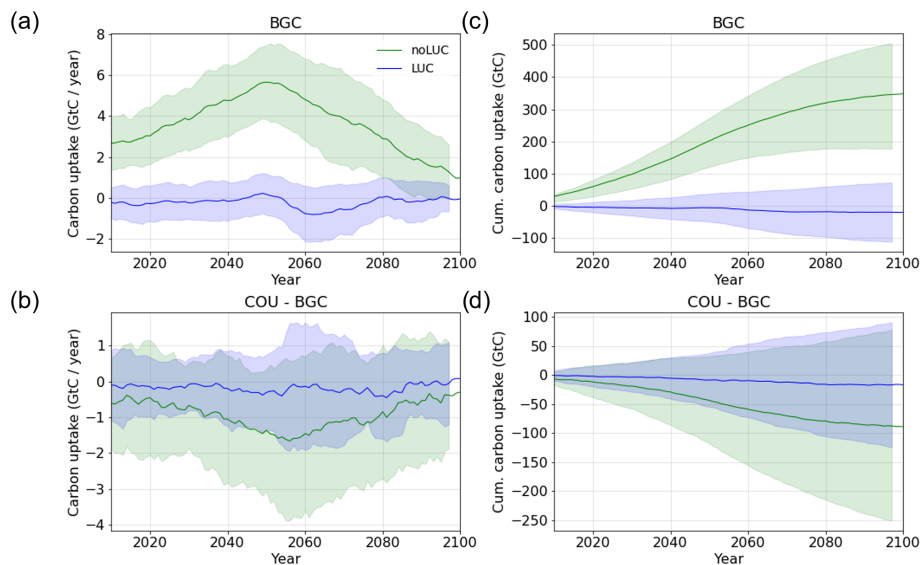 (a)
BGC
8
6
4
2
0
−2
Carbon uptake (GtC / year)
noLUC
LUC
2020 2040 2060 2080 2100
Year
(c)
BGC
500
400
300
200
100
0
−100
Cum. carbon uptake (GtC)
2020 2040 2060 2080 2100
Year
(b)
COU - BGC
1
0
−1
−2
−3
−4
Carbon uptake (GtC / year)
2020 2040 2060 2080 2100
Year
(d)
COU - BGC
100
50
0
−50
−100
−150
−200
−250
Cum. carbon uptake (GtC)
2020 2040 2060 2080 2100
Year